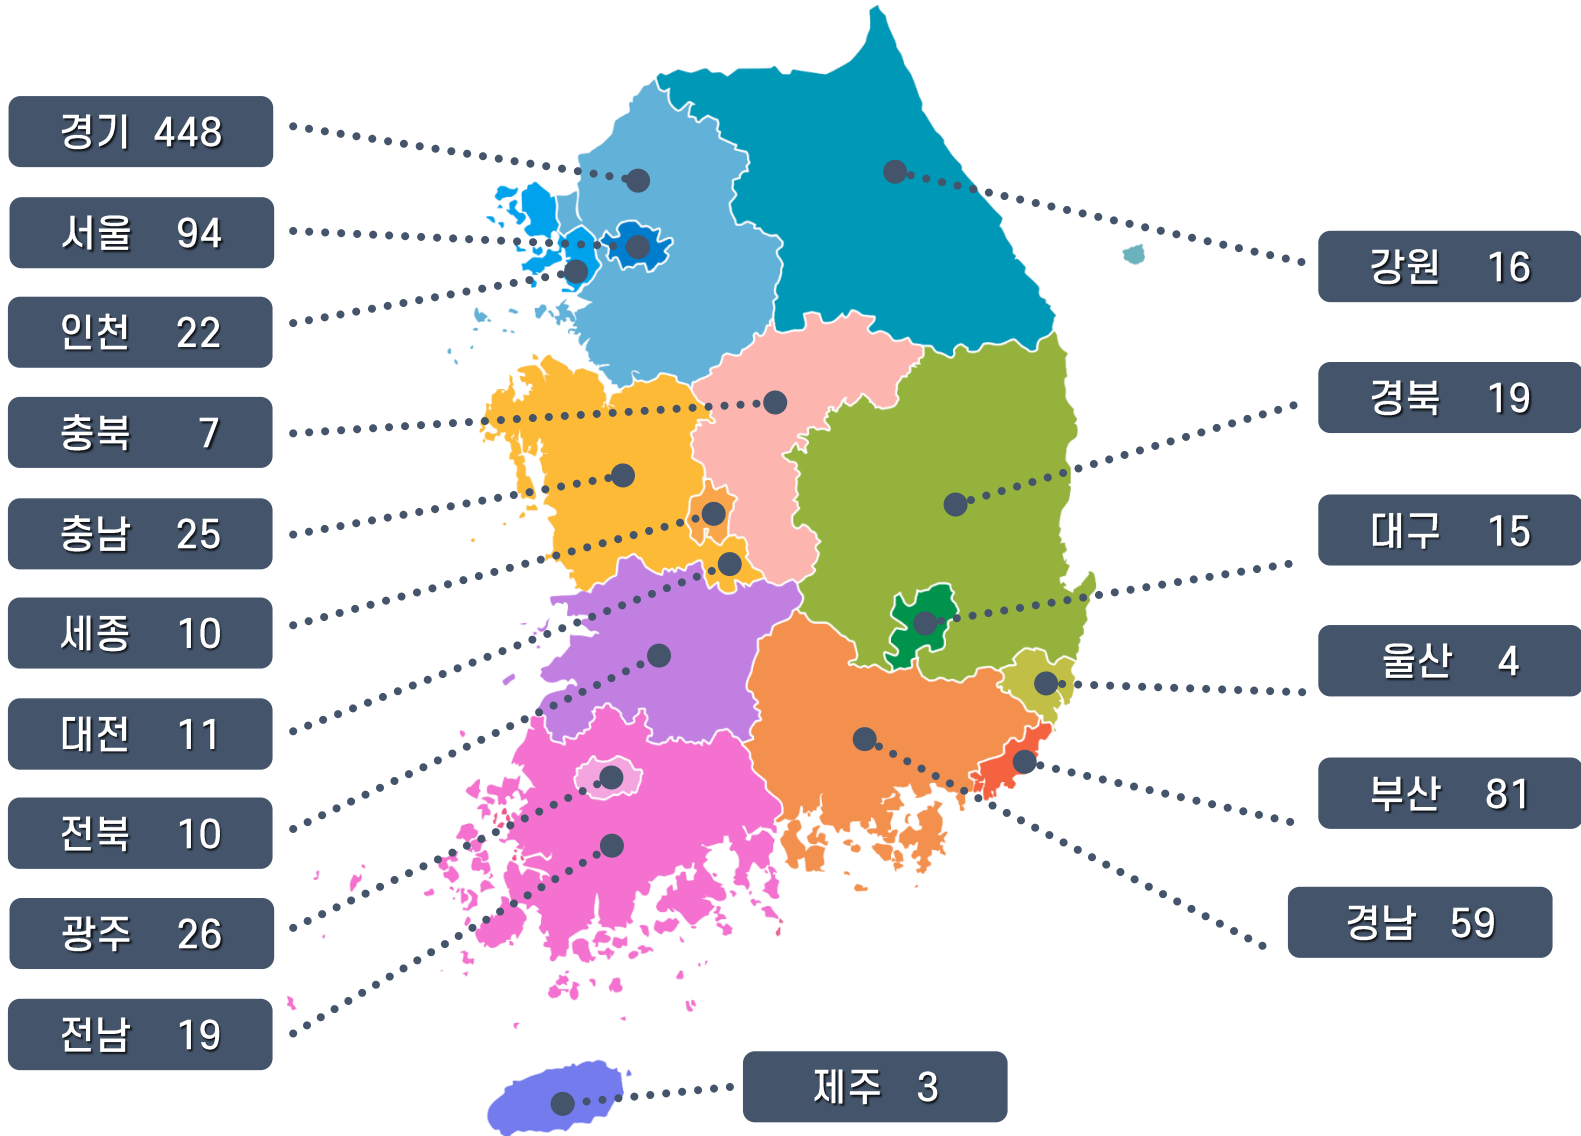 경기 448
서울 94
인천 22
충북 7
충남 25
세종 10
대전 11
전북 10
광주 26
전남 19
강원 16
경북 19
대구 15
울산 4
부산 81
경남 59
제주 3